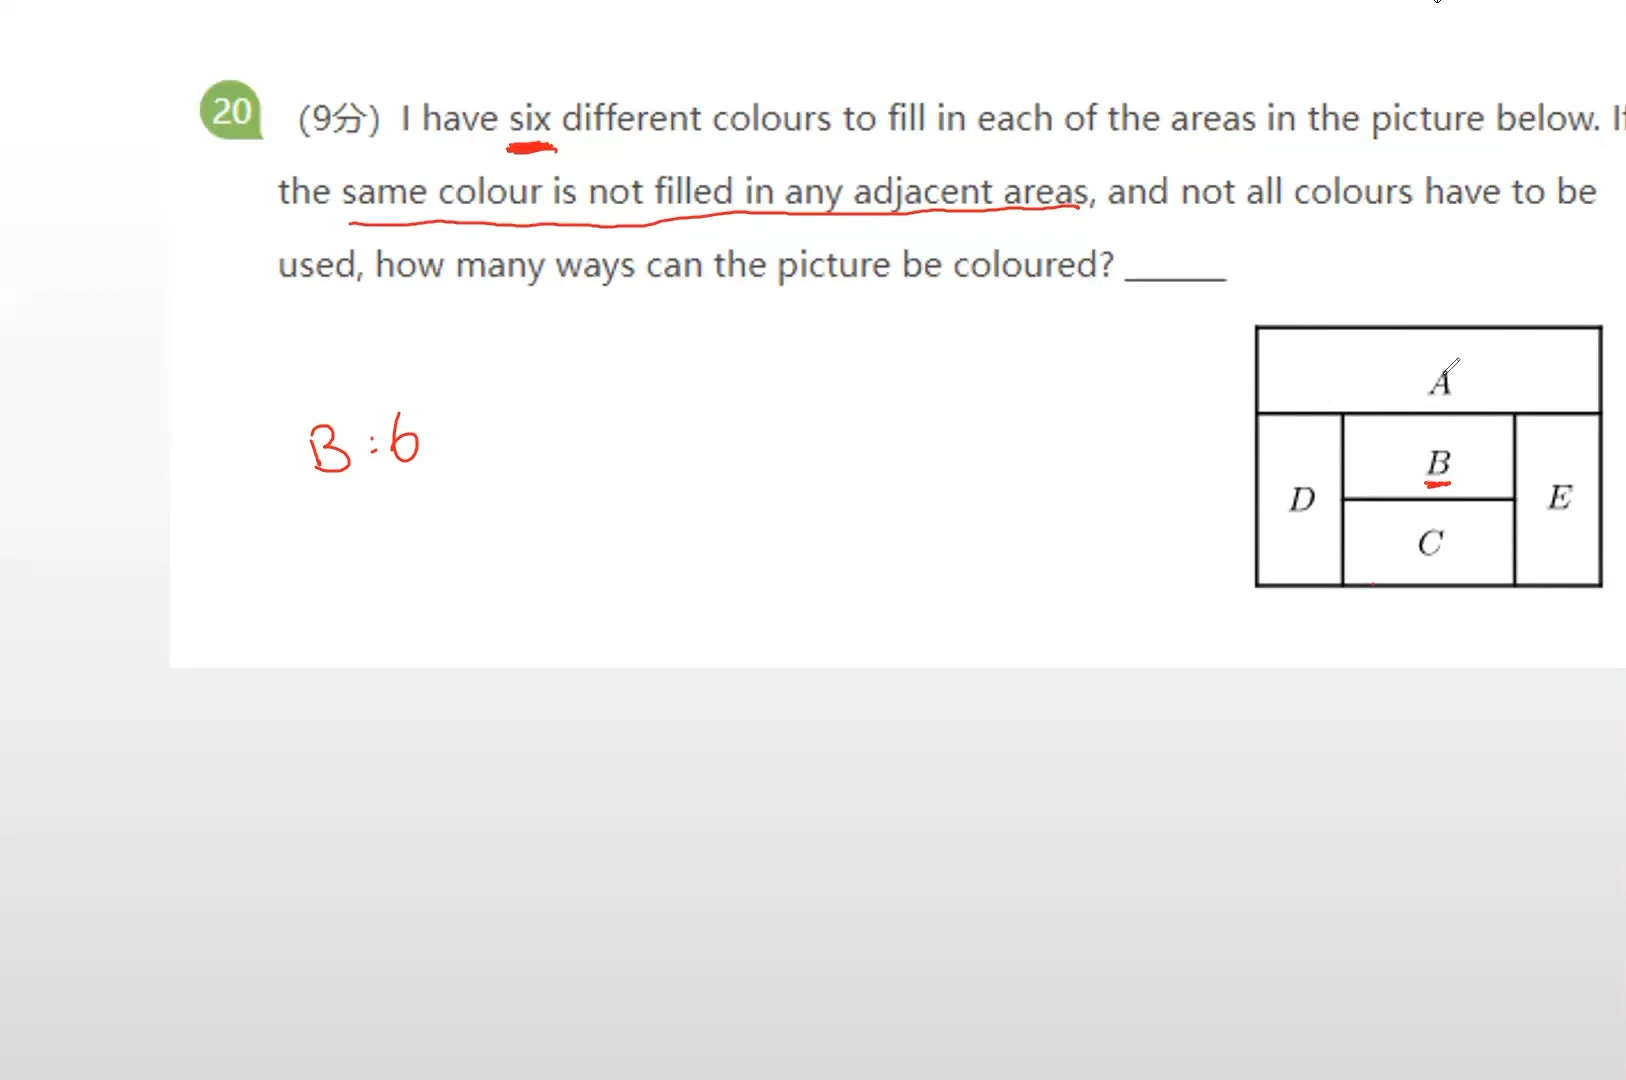 20 (9分) I have six different colours to fill in each of the areas in the picture below. If
the same colour is not filled in any adjacent areas, and not all colours have to be
used, how many ways can the picture be coloured? ______
A
B : 6
B
D
E
C